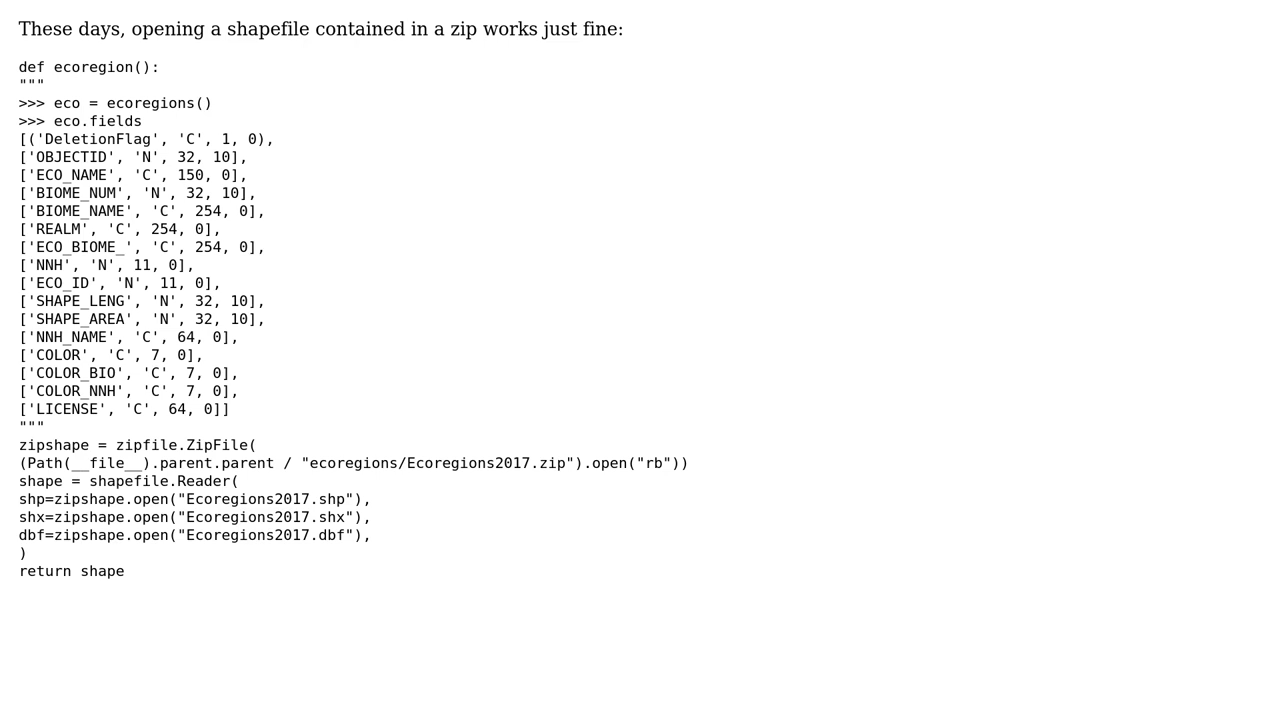 These days, opening a shapefile contained in a zip works just fine:
def ecoregion():
"""
>>> eco = ecoregions()
>>> eco.fields
[('DeletionFlag', 'C', 1, 0),
['OBJECTID', 'N', 32, 10],
['ECO_NAME', 'C', 150, 0],
['BIOME_NUM', 'N', 32, 10],
['BIOME_NAME', 'C', 254, 0],
['REALM', 'C', 254, 0],
['ECO_BIOME_', 'C', 254, 0],
['NNH', 'N', 11, 0],
['ECO_ID', 'N', 11, 0],
['SHAPE_LENG', 'N', 32, 10],
['SHAPE_AREA', 'N', 32, 10],
['NNH_NAME', 'C', 64, 0],
['COLOR', 'C', 7, 0],
['COLOR_BIO', 'C', 7, 0],
['COLOR_NNH', 'C', 7, 0],
['LICENSE', 'C', 64, 0]]
"""
zipshape = zipfile.ZipFile(
(Path(__file__).parent.parent / "ecoregions/Ecoregions2017.zip").open("rb"))
shape = shapefile.Reader(
shp=zipshape.open("Ecoregions2017.shp"),
shx=zipshape.open("Ecoregions2017.shx"),
dbf=zipshape.open("Ecoregions2017.dbf"),
)
return shape